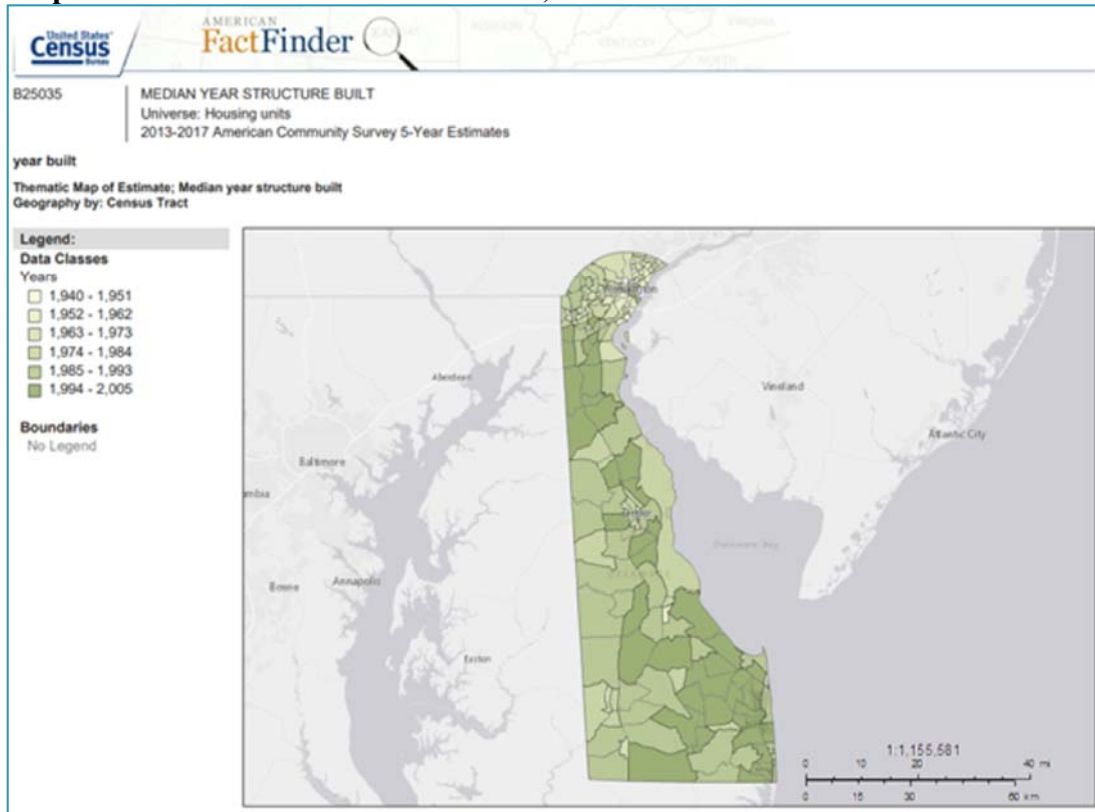 United States®
Census
Bureau
AMERICAN
FactFinder
KENTUCKY
B25035
MEDIAN YEAR STRUCTURE BUILT
Universe: Housing units
2013-2017 American Community Survey 5-Year Estimates
year built
Thematic Map of Estimate; Median year structure built
Geography by: Census Tract
Legend:
Data Classes
Years
1,940 - 1,951
1,952 - 1,962
1,963 - 1,973
1,974 - 1,984
1,985 - 1,993
1,994 - 2,005
Boundaries
No Legend
Wilmington
Aberdeen
Vineland
Atlantic City
Baltimore
mbia
Dover
Delaware Bay
Bowie
Annapolis
Easton
1:1,155,581
0 10 20 40 mi
0 15 30 60 km